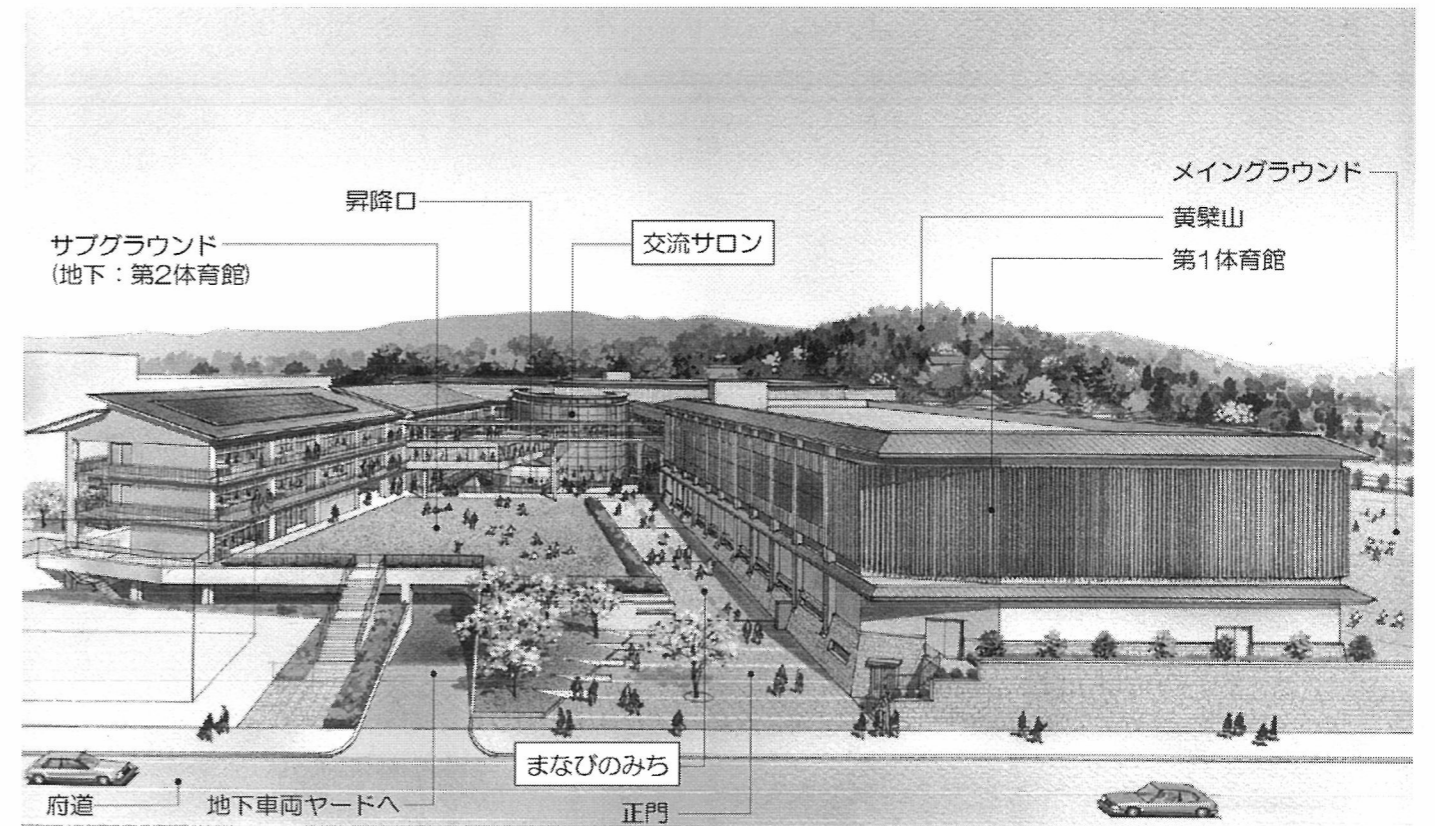 メイングラウンド
昇降口
黄檗山
サブグラウンド
(地下：第2体育館)
交流サロン
第1体育館
まなびのみち
府道
地下車両ヤードへ
正門